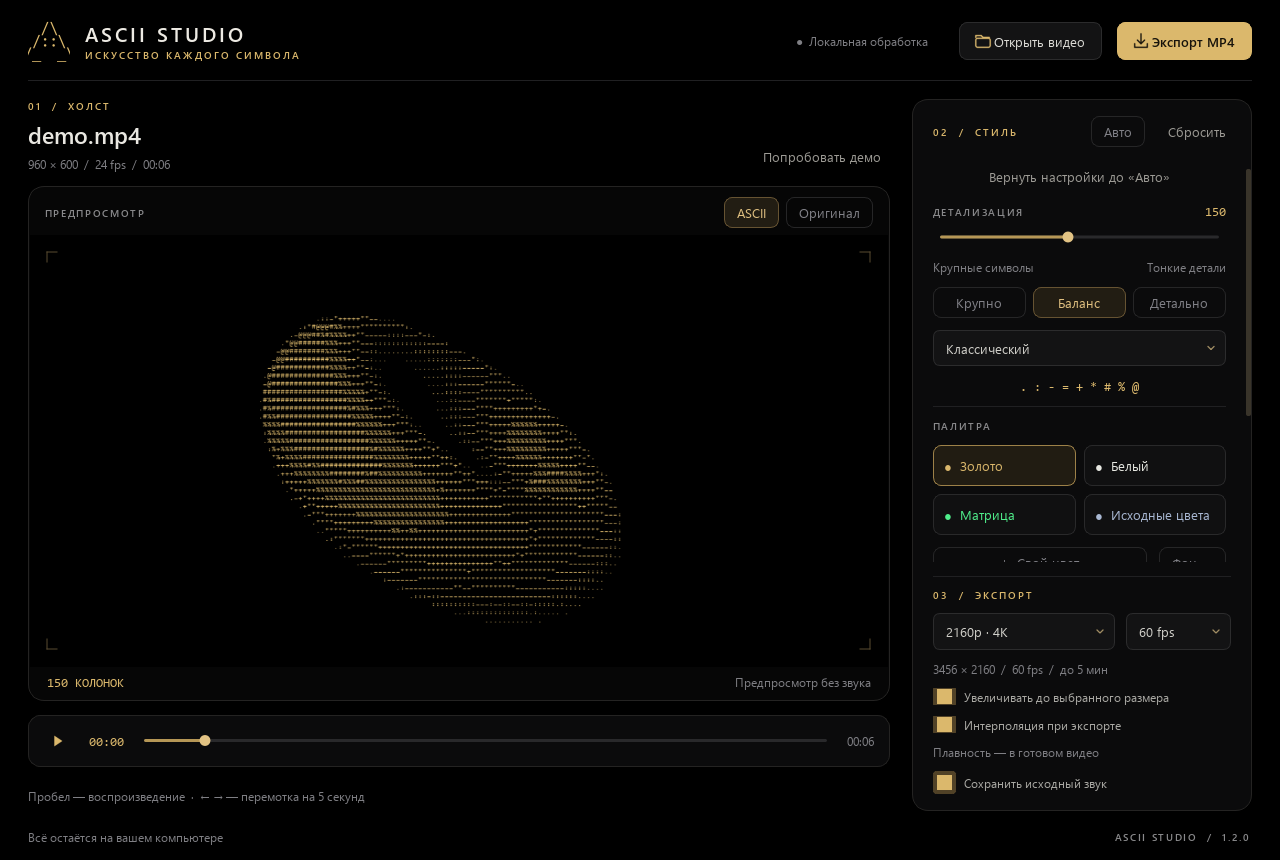 ASCII STUDIO
ИСКУССТВО КАЖДОГО СИМВОЛА
Локальная обработка
Открыть видео
Экспорт MP4
01 / ХОЛСТ
demo.mp4
960 × 600 / 24 fps / 00:06
Попробовать демо
ПРЕДПРОСМОТР
ASCII
Оригинал
150 КОЛОНОК
Предпросмотр без звука
00:00
00:06
Пробел — воспроизведение · ← → — перемотка на 5 секунд
Всё остаётся на вашем компьютере
02 / СТИЛЬ
Авто
Сбросить
Вернуть настройки до «Авто»
ДЕТАЛИЗАЦИЯ
150
Крупные символы
Тонкие детали
Крупно
Баланс
Детально
Классический
. : - = + * # % @
ПАЛИТРА
Золото
Белый
Матрица
Исходные цвета
03 / ЭКСПОРТ
2160p · 4K
60 fps
3456 × 2160 / 60 fps / до 5 мин
Увеличивать до выбранного размера
Интерполяция при экспорте
Плавность — в готовом видео
Сохранить исходный звук
ASCII STUDIO / 1.2.0